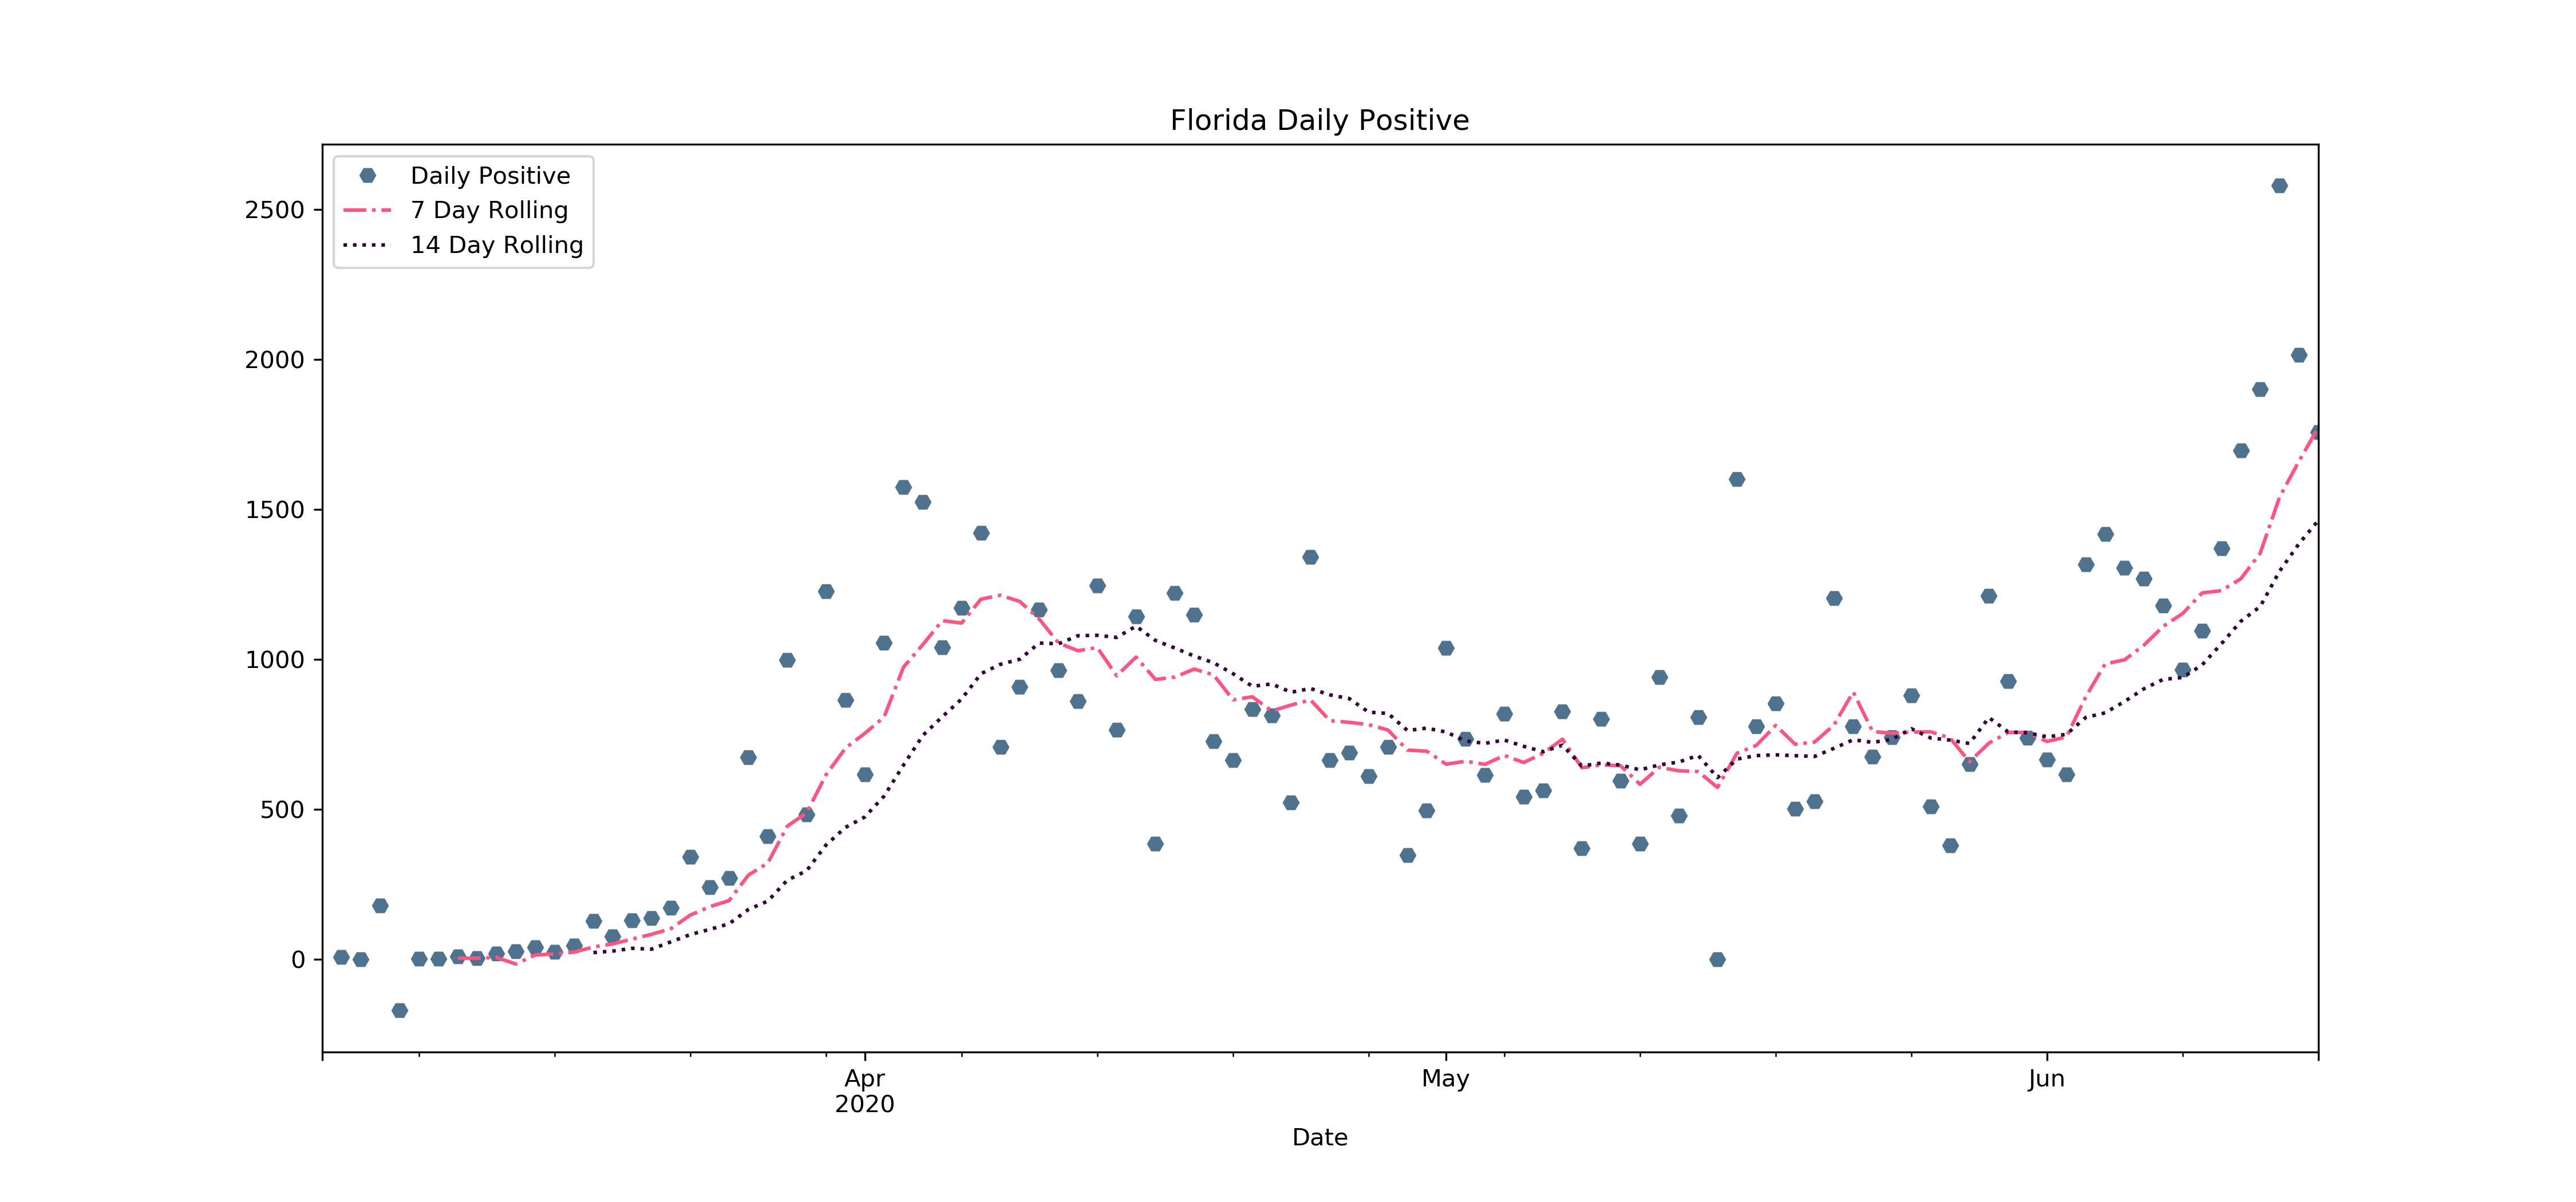 Florida Daily Positive
Daily Positive
7 Day Rolling
14 Day Rolling
2500
2000
1500
1000
500
0
Apr
2020
May
Jun
Date